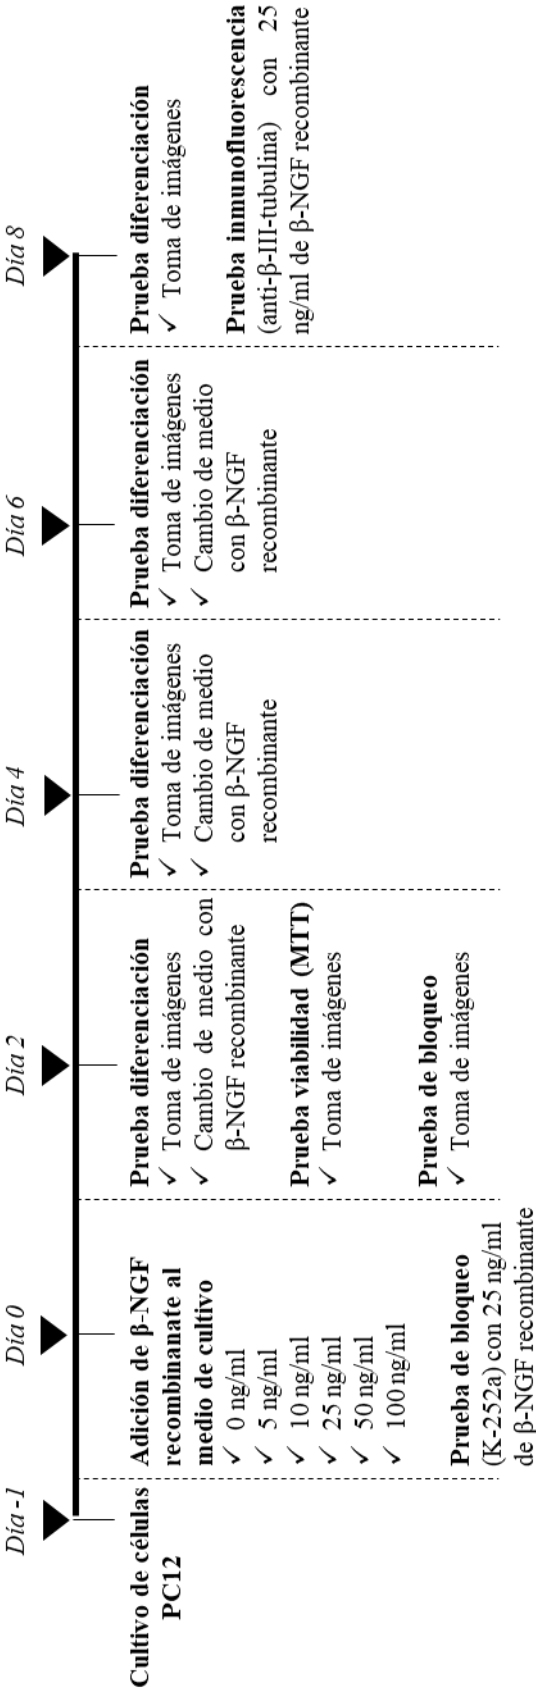 Día -1
Cultivo de células
PC12
Día 0
Adición de β-NGF
recombinanate al
medio de cultivo
✓ 0 ng/ml
✓ 5 ng/ml
✓ 10 ng/ml
✓ 25 ng/ml
✓ 50 ng/ml
✓ 100 ng/ml
Prueba de bloqueo
(K-252a) con 25 ng/ml
de β-NGF recombinante
Día 2
Prueba diferenciación
✓ Toma de imágenes
✓ Cambio de medio con
β-NGF recombinante
Prueba viabilidad (MTT)
✓ Toma de imágenes
Prueba de bloqueo
✓ Toma de imágenes
Día 4
Prueba diferenciación
✓ Toma de imágenes
✓ Cambio de medio
con β-NGF
recombinante
Día 6
Prueba diferenciación
✓ Toma de imágenes
✓ Cambio de medio
con β-NGF
recombinante
Día 8
Prueba diferenciación
✓ Toma de imágenes
Prueba inmunofluorescencia
(anti-β-III-tubulina) con 25
ng/ml de β-NGF recombinante